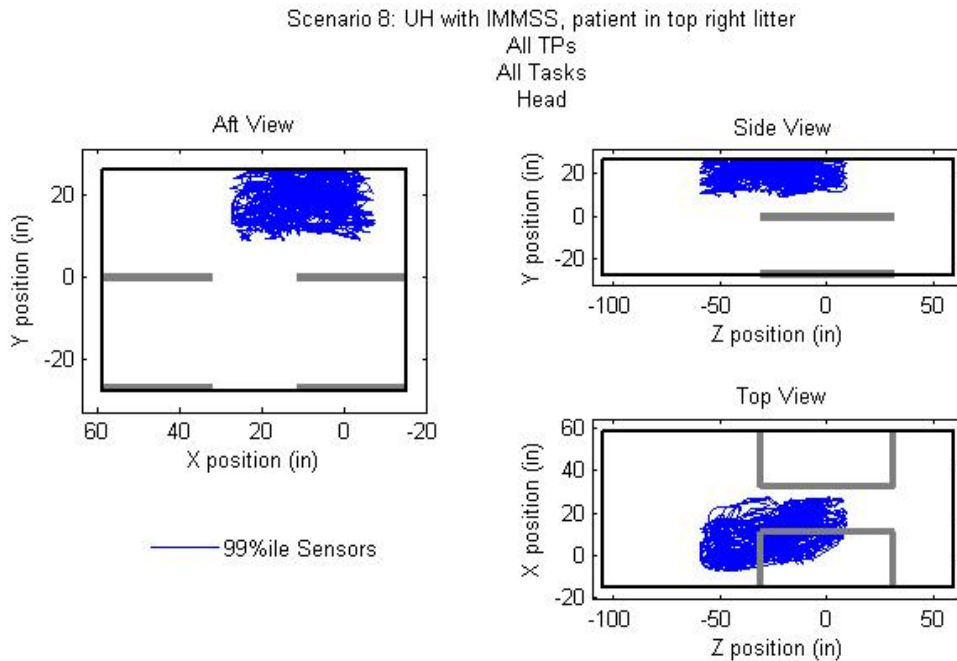 Scenario 8: UH with IMMSS, patient in top right litter
All TPs
All Tasks
Head
Aft View
20
0
-20
Y position (in)
60 40 20 0 -20
X position (in)
99%ile Sensors
Side View
20
0
-20
Y position (in)
-100 -50 0 50
Z position (in)
Top View
60
40
20
0
-20
X position (in)
-100 -50 0 50
Z position (in)